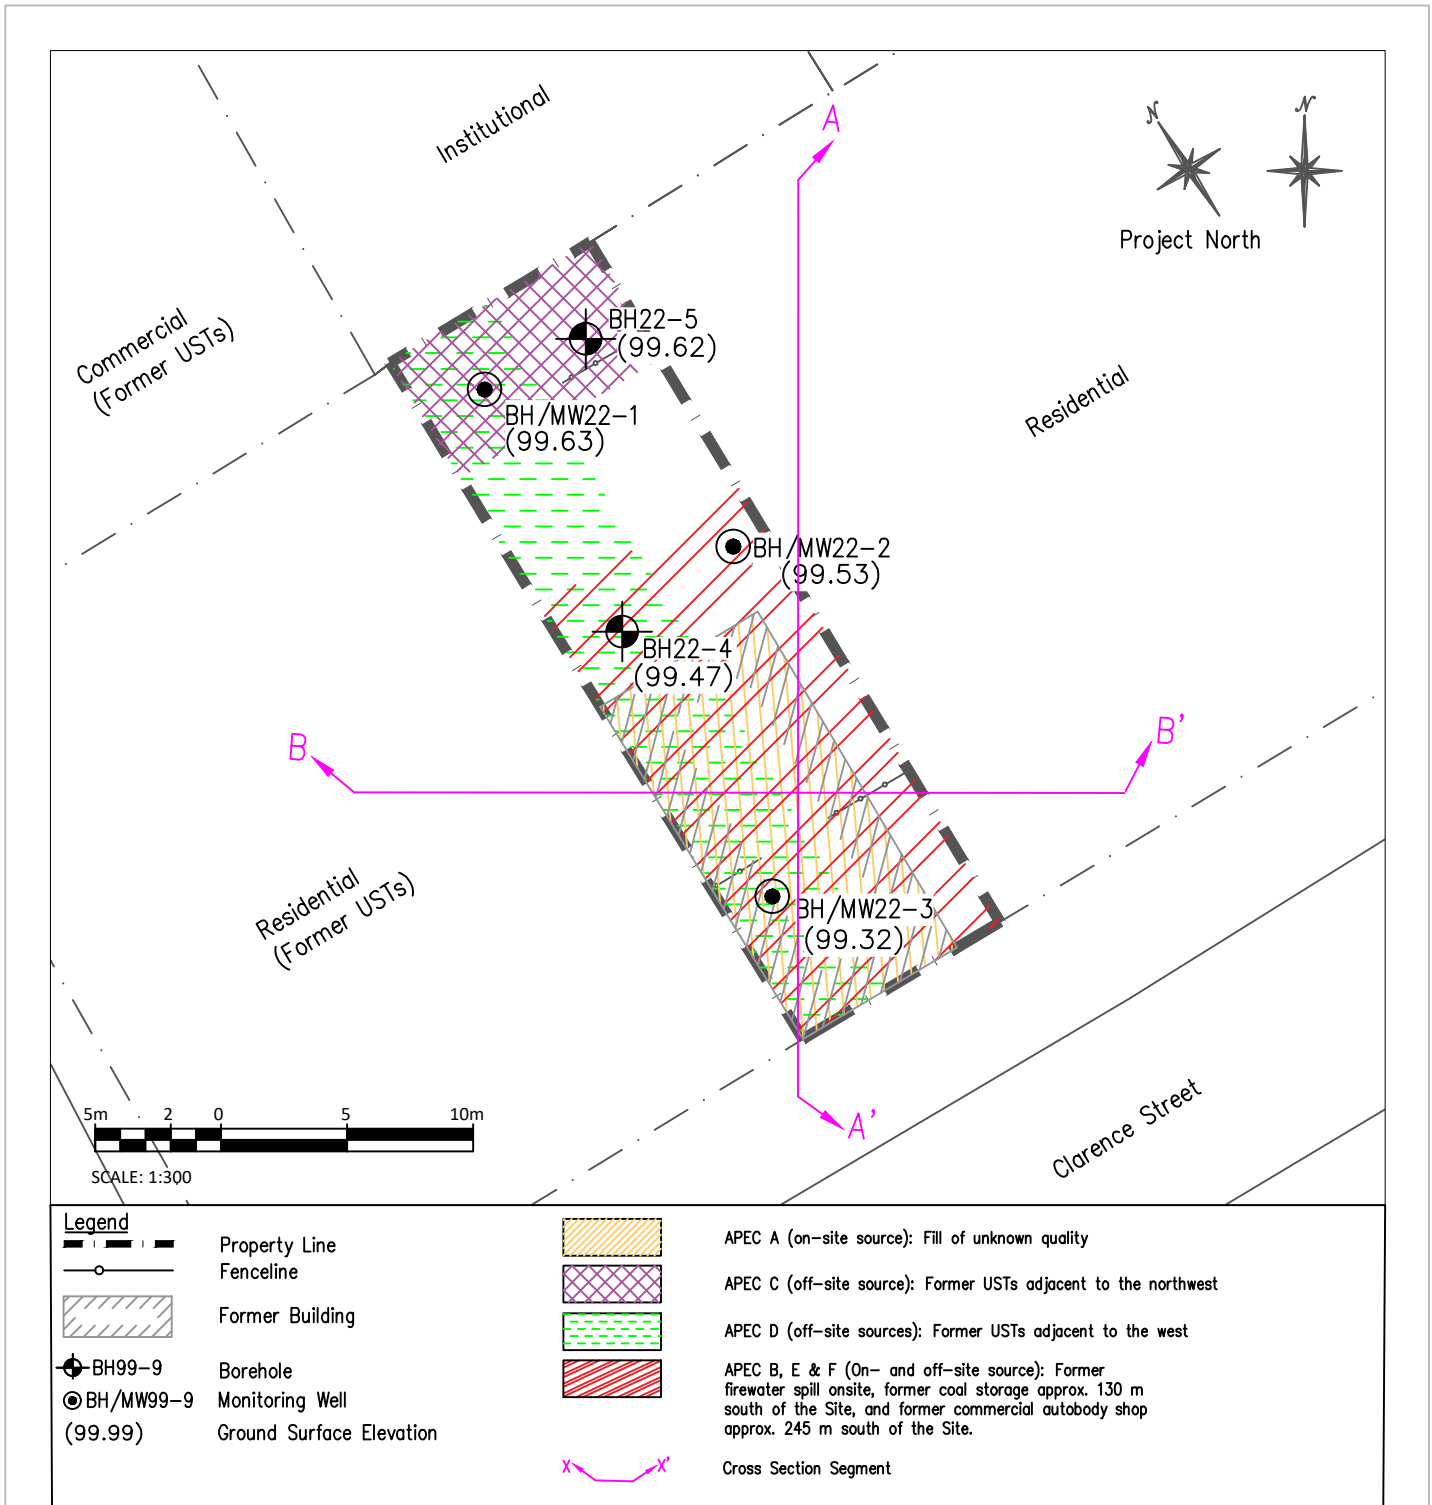 Institutional
A
N
N
Project North
Commercial
(Former USTs)
BH22-5
(99.62)
BH/MW22-1
(99.63)
Residential
BH/MW22-2
(99.53)
BH22-4
(99.47)
B
B'
Residential
(Former USTs)
BH/MW22-3
(99.32)
A'
Clarence Street
5m 2 0 5 10m
SCALE: 1:300
Legend
Property Line
Fenceline
Former Building
BH99-9 Borehole
BH/MW99-9 Monitoring Well
(99.99) Ground Surface Elevation
APEC A (on-site source): Fill of unknown quality
APEC C (off-site source): Former USTs adjacent to the northwest
APEC D (off-site sources): Former USTs adjacent to the west
APEC B, E & F (On- and off-site source): Former
firewater spill onsite, former coal storage approx. 130 m
south of the Site, and former commercial autobody shop
approx. 245 m south of the Site.
X X' Cross Section Segment